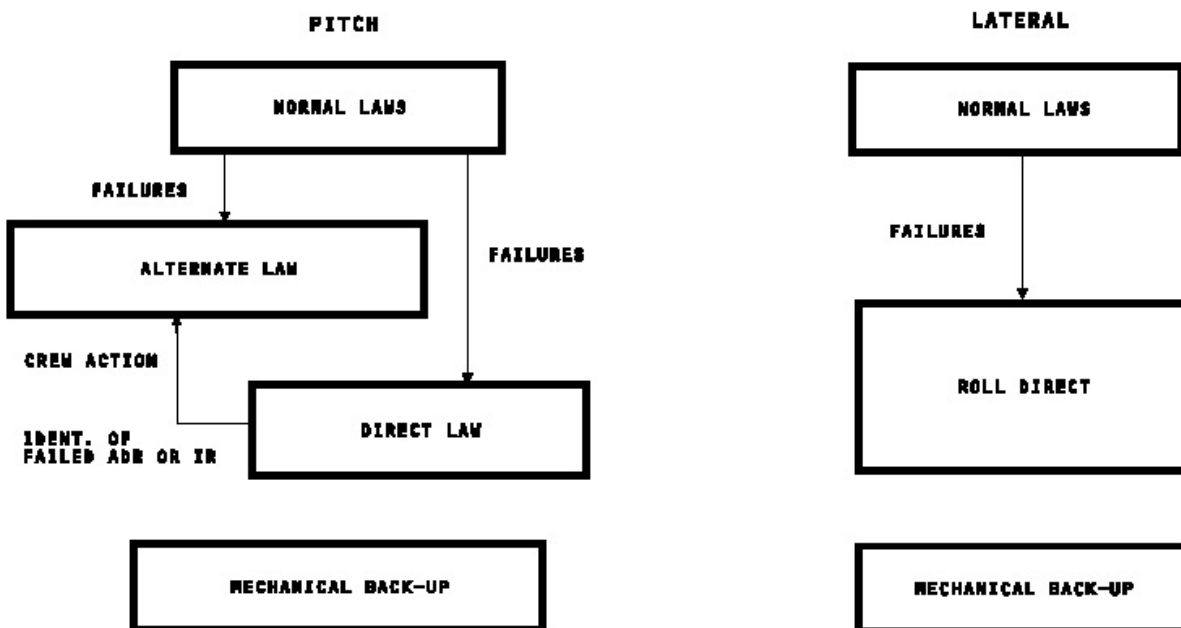 PITCH
NORMAL LAWS
FAILURES
ALTERNATE LAW
FAILURES
CREW ACTION
IDENT. OF
FAILED ADR OR IR
DIRECT LAW
MECHANICAL BACK-UP
LATERAL
NORMAL LAWS
FAILURES
ROLL DIRECT
MECHANICAL BACK-UP